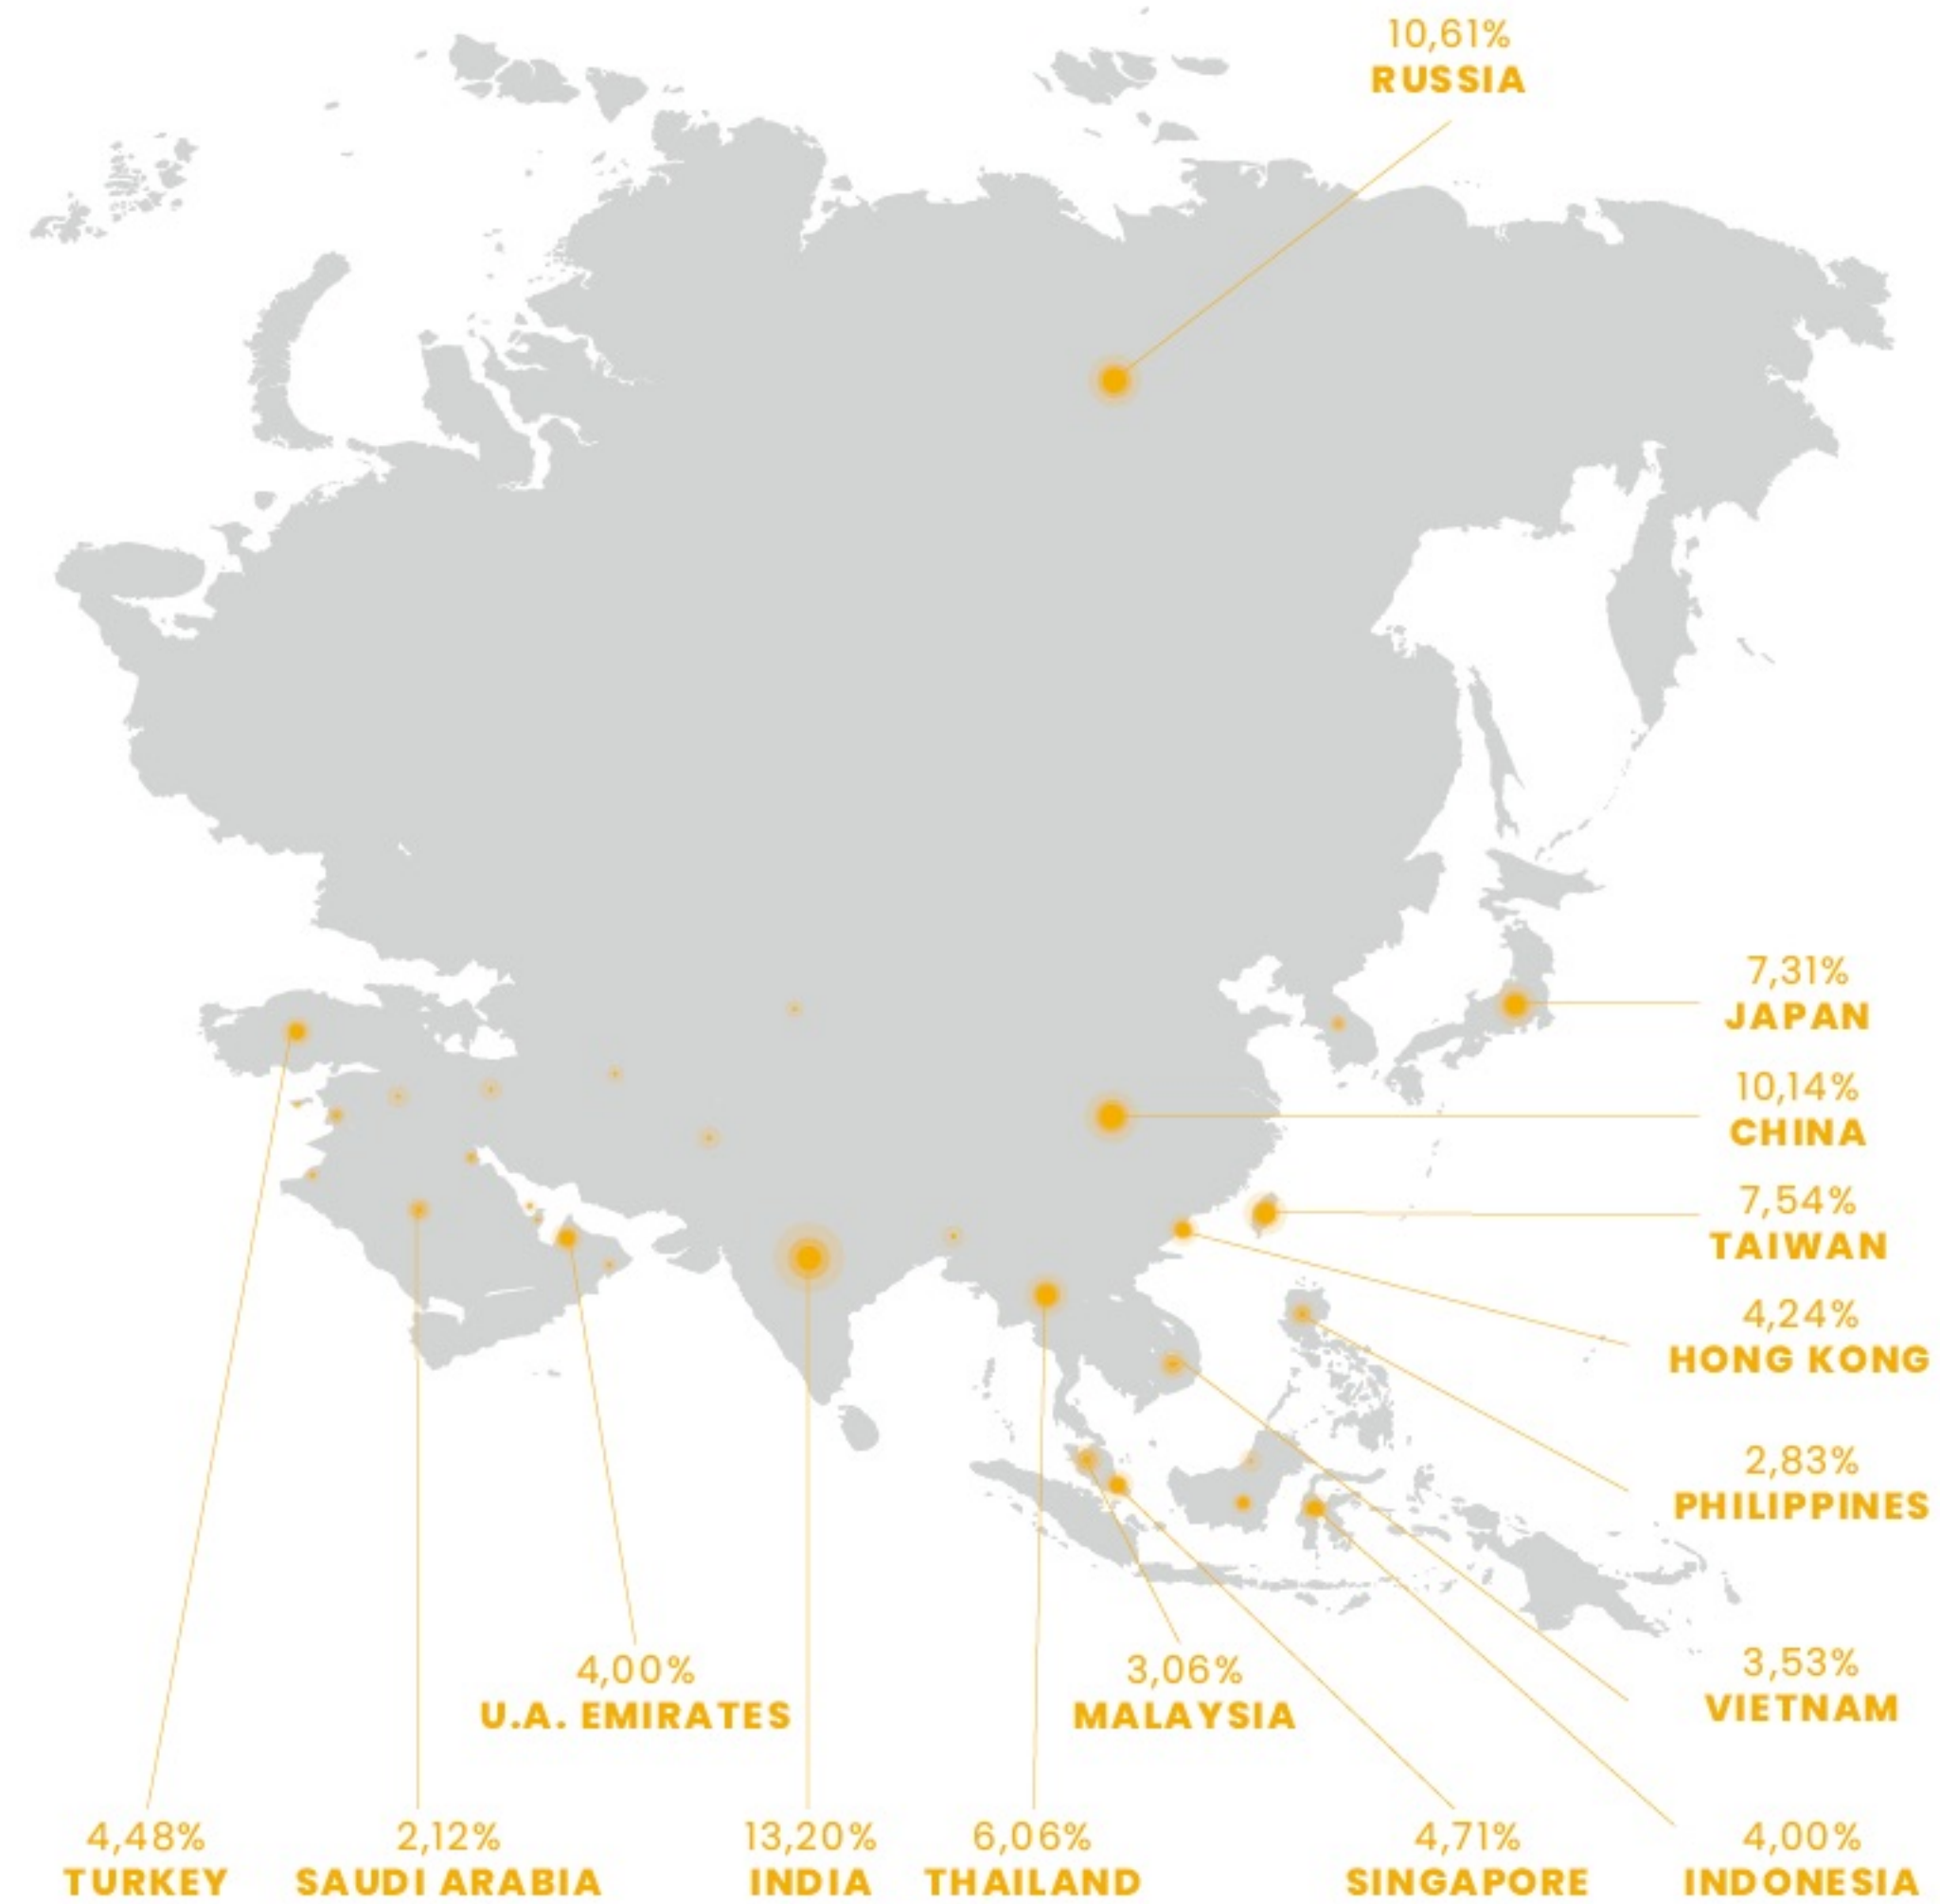 10,61%
RUSSIA
7,31%
JAPAN
10,14%
CHINA
7,54%
TAIWAN
4,24%
HONG KONG
2,83%
PHILIPPINES
3,53%
VIETNAM
4,00%
U.A. EMIRATES
3,06%
MALAYSIA
4,48%
TURKEY
2,12%
SAUDI ARABIA
13,20%
INDIA
6,06%
THAILAND
4,71%
SINGAPORE
4,00%
INDONESIA